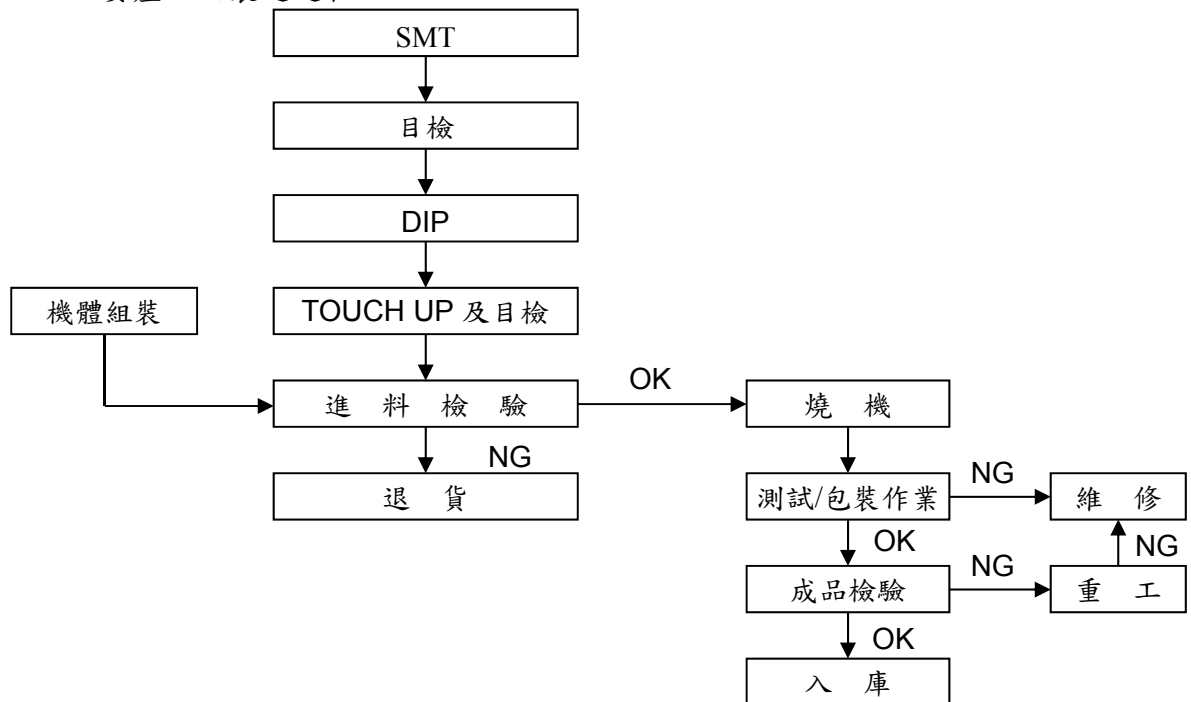 SMT
目檢
DIP
機體組裝
TOUCH UP 及目檢
進 料 檢 驗
OK
燒 機
NG
退 貨
測試/包裝作業
NG
維 修
OK
NG
成品檢驗
NG
重 工
OK
入 庫